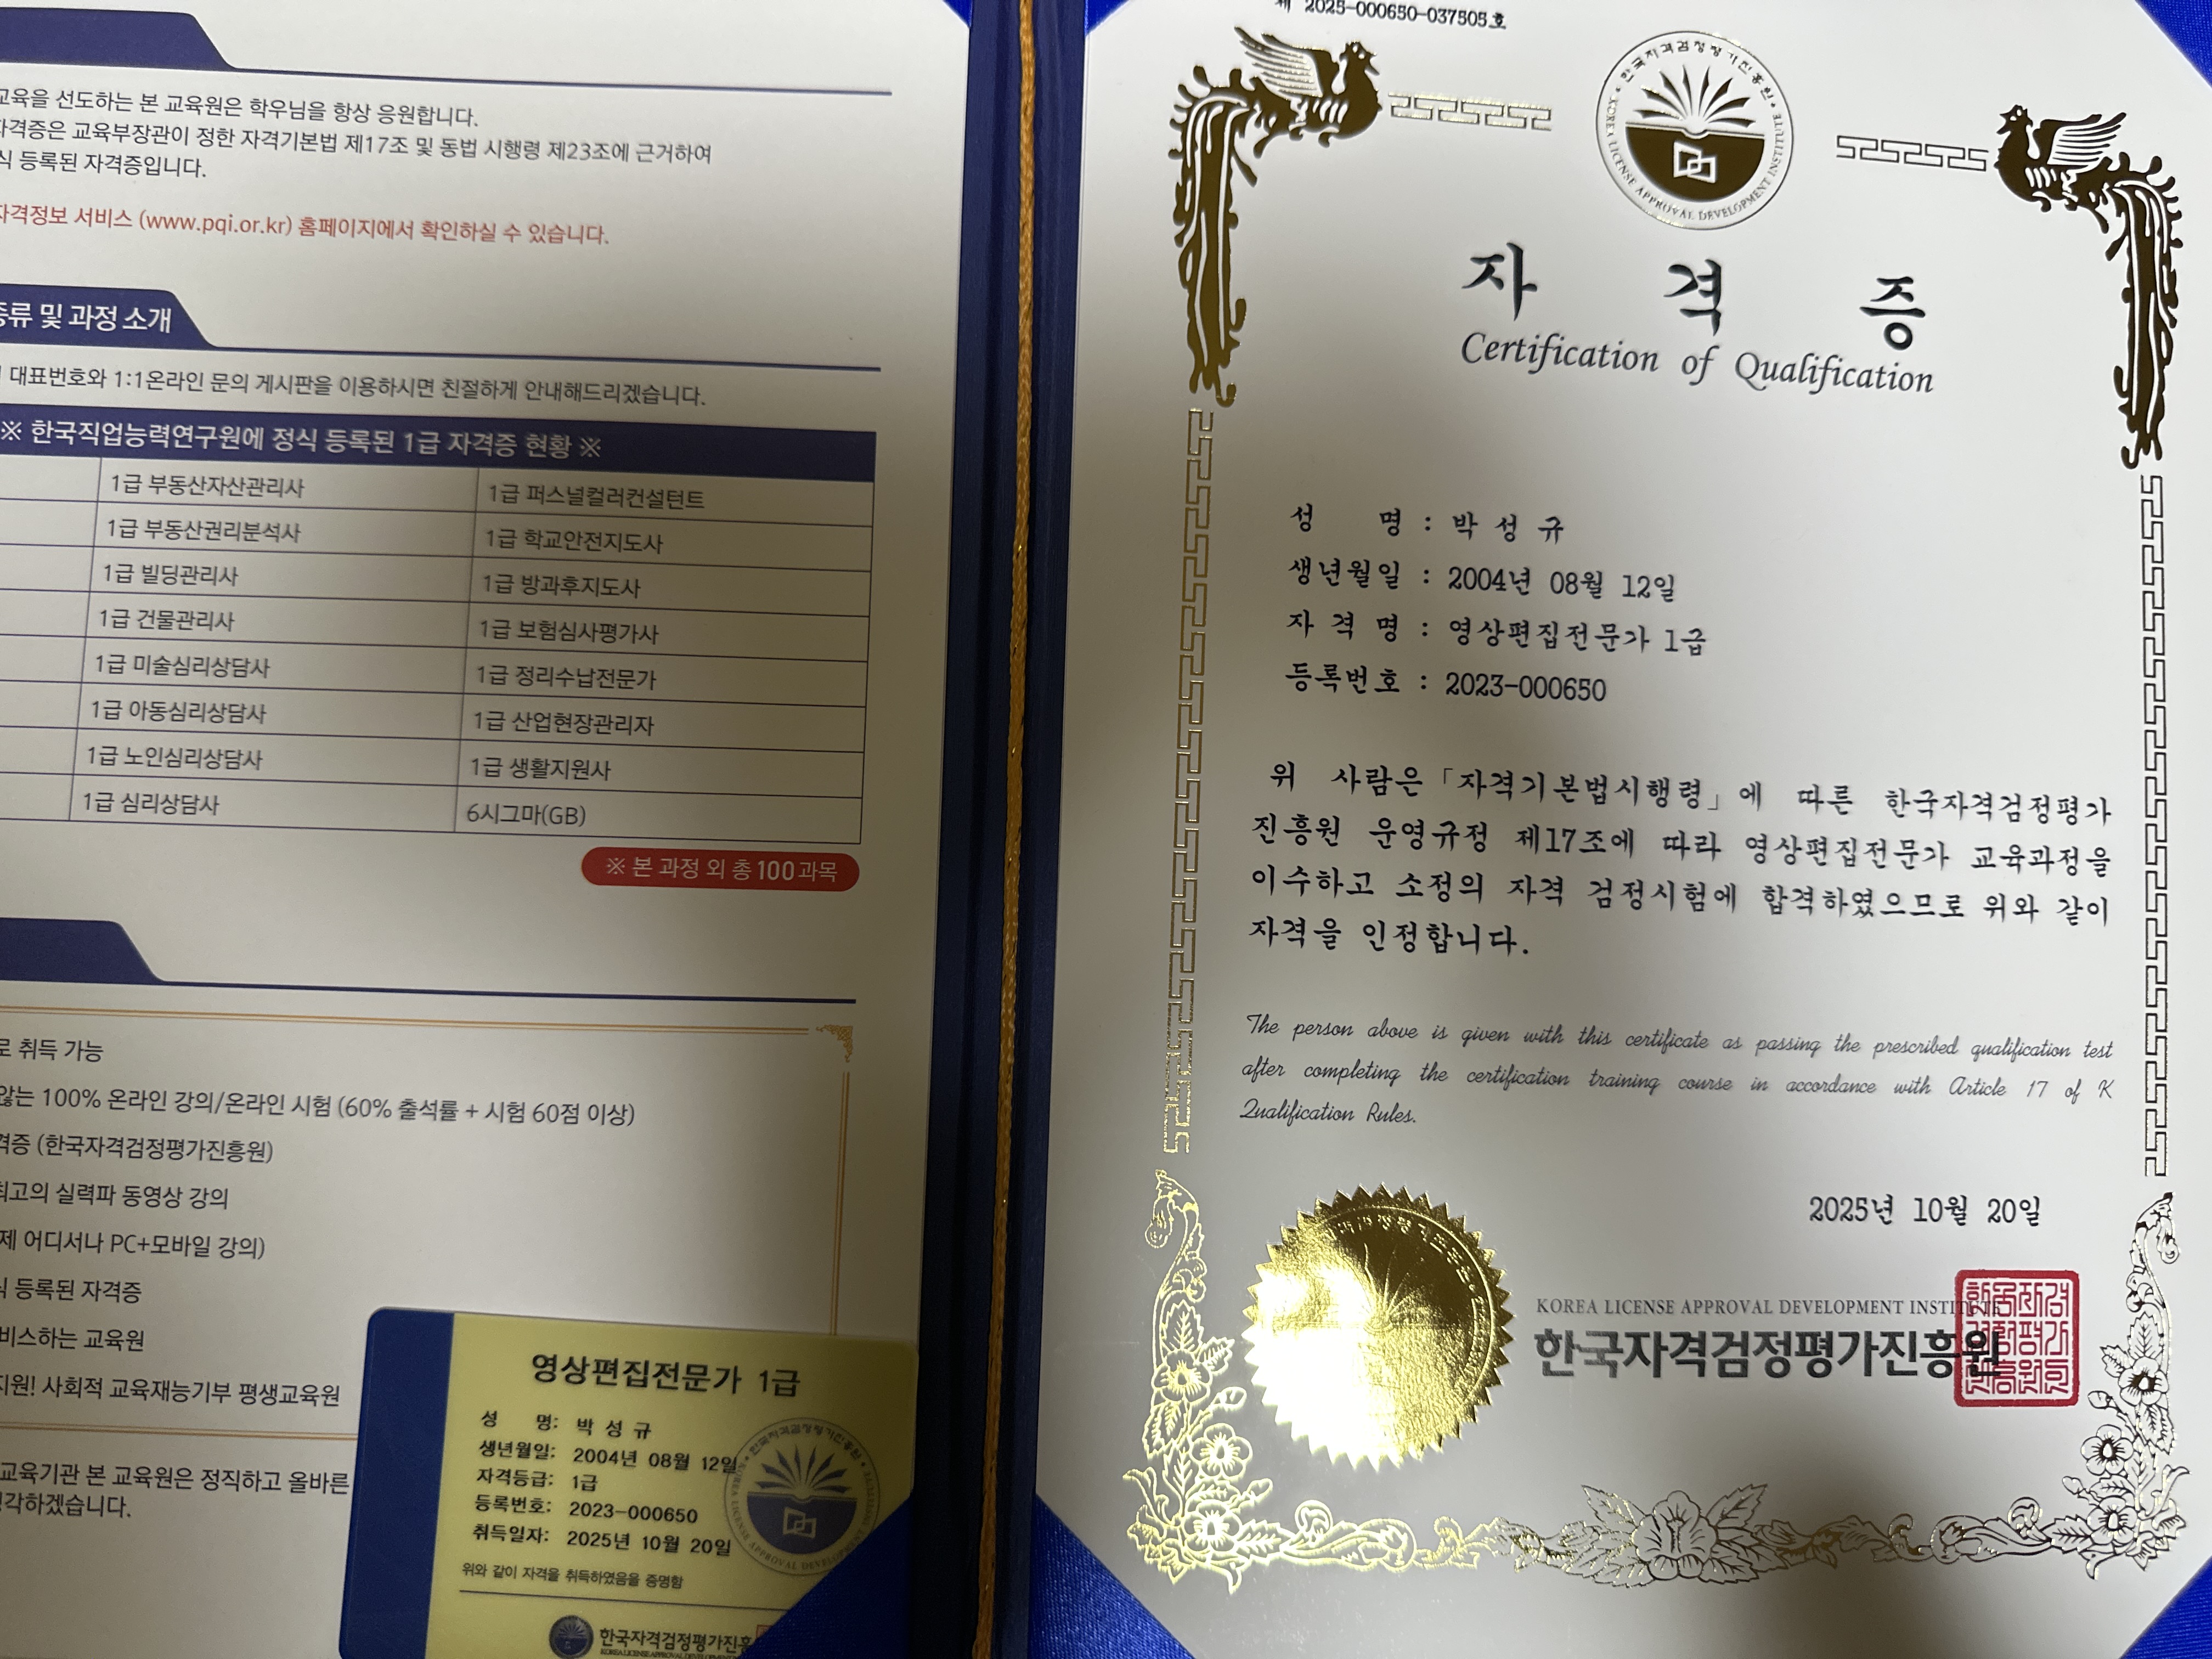 교육을 선도하는 본 교육원은 학우님을 항상 응원합니다.
자격증은 교육부장관이 정한 자격기본법 제17조 및 동법 시행령 제23조에 근거하여
식 등록된 자격증입니다.
자격정보 서비스 (www.pqi.or.kr) 홈페이지에서 확인하실 수 있습니다.
종류 및 과정 소개
대표번호와 1:1온라인 문의 게시판을 이용하시면 친절하게 안내해드리겠습니다.
※ 한국직업능력연구원에 정식 등록된 1급 자격증 현황 ※
1급 부동산자산관리사 1급 퍼스널컬러컨설턴트
1급 부동산권리분석사 1급 학교안전지도사
1급 빌딩관리사 1급 방과후지도사
1급 건물관리사 1급 보험심사평가사
1급 미술심리상담사 1급 정리수납전문가
1급 아동심리상담사 1급 산업현장관리자
1급 노인심리상담사 1급 생활지원사
1급 심리상담사 6시그마(GB)
※ 본 과정 외 총 100과목
로 취득 가능
않는 100% 온라인 강의/온라인 시험 (60% 출석률 + 시험 60점 이상)
격증 (한국자격검정평가진흥원)
최고의 실력파 동영상 강의
제 어디서나 PC+모바일 강의)
식 등록된 자격증
비스하는 교육원
지원! 사회적 교육재능기부 평생교육원
교육기관 본 교육원은 정직하고 올바른
각하겠습니다.
영상편집전문가 1급
성 명: 박 성 규
생년월일: 2004년 08월 12일
자격등급: 1급
등록번호: 2023-000650
취득일자: 2025년 10월 20일
위와 같이 자격을 취득하였음을 증명함
한국자격검정평가진흥
KOREA LICENSE APPROVAL DEVELOPMENT
제 2025-000650-037505호
한국자격검정평가진흥원
KOREA LICENSE APPROVAL DEVELOPMENT INSTITUTE
자 격 증
Certification of Qualification
성 명 : 박 성 규
생년월일 : 2004년 08월 12일
자 격 명 : 영상편집전문가 1급
등록번호 : 2023-000650
위 사람은 「자격기본법시행령」에 따른 한국자격검정평가
진흥원 운영규정 제17조에 따라 영상편집전문가 교육과정을
이수하고 소정의 자격 검정시험에 합격하였으므로 위와 같이
자격을 인정합니다.
The person above is given with this certificate as passing the prescribed qualification test
after completing the certification training course in accordance with Article 17 of K
Qualification Rules.
2025년 10월 20일
KOREA LICENSE APPROVAL DEVELOPMENT INSTITUTE
한국자격검정평가진흥원